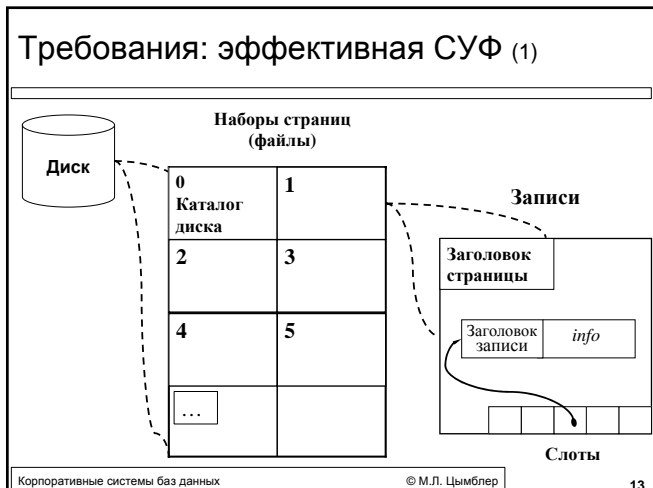 Требования: эффективная СУФ (1)
Наборы страниц
(файлы)
Диск
0
Каталог
диска
1
2
3
4
5
…
Записи
Заголовок
страницы
Заголовок
записи
info
Слоты
Корпоративные системы баз данных
© М.Л. Цымблер
13